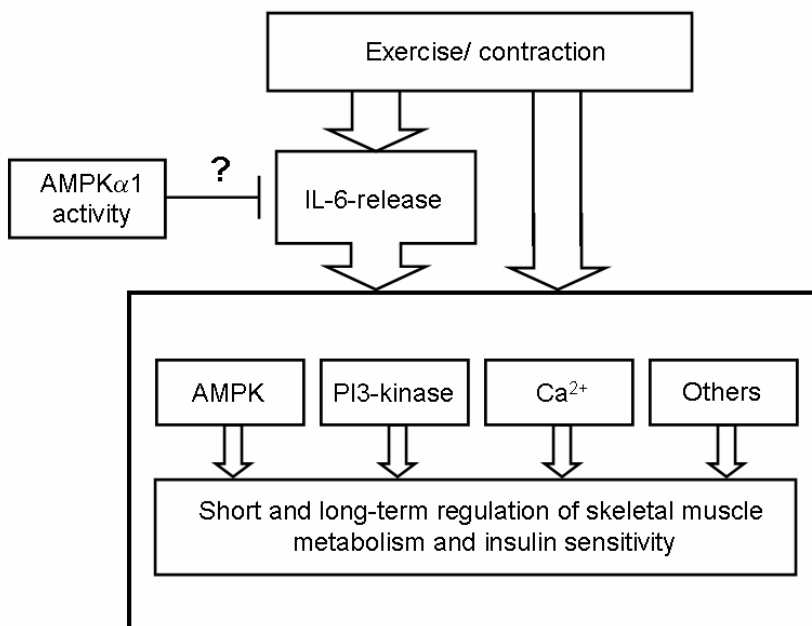 Exercise/ contraction
?
AMPKα1
activity
IL-6-release
AMPK
PI3-kinase
Ca²⁺
Others
Short and long-term regulation of skeletal muscle
metabolism and insulin sensitivity